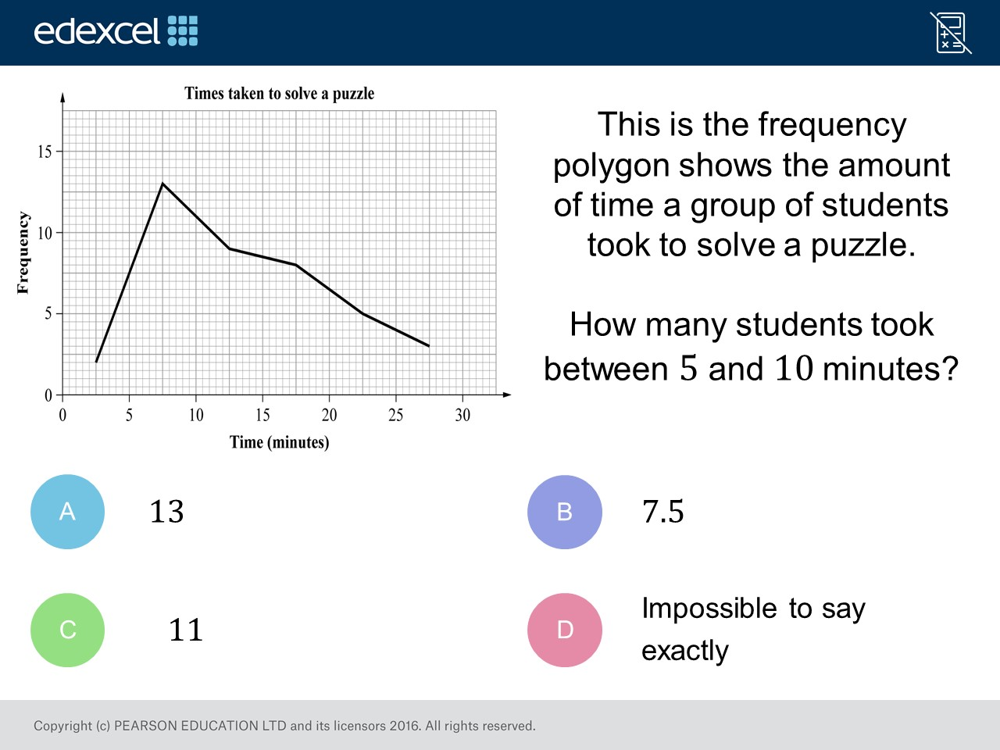 edexcel
Times taken to solve a puzzle
15
10
5
0
Frequency
0 5 10 15 20 25 30
Time (minutes)
This is the frequency
polygon shows the amount
of time a group of students
took to solve a puzzle.
How many students took
between 5 and 10 minutes?
A 13
B 7.5
C 11
D Impossible to say
exactly
Copyright (c) PEARSON EDUCATION LTD and its licensors 2016. All rights reserved.